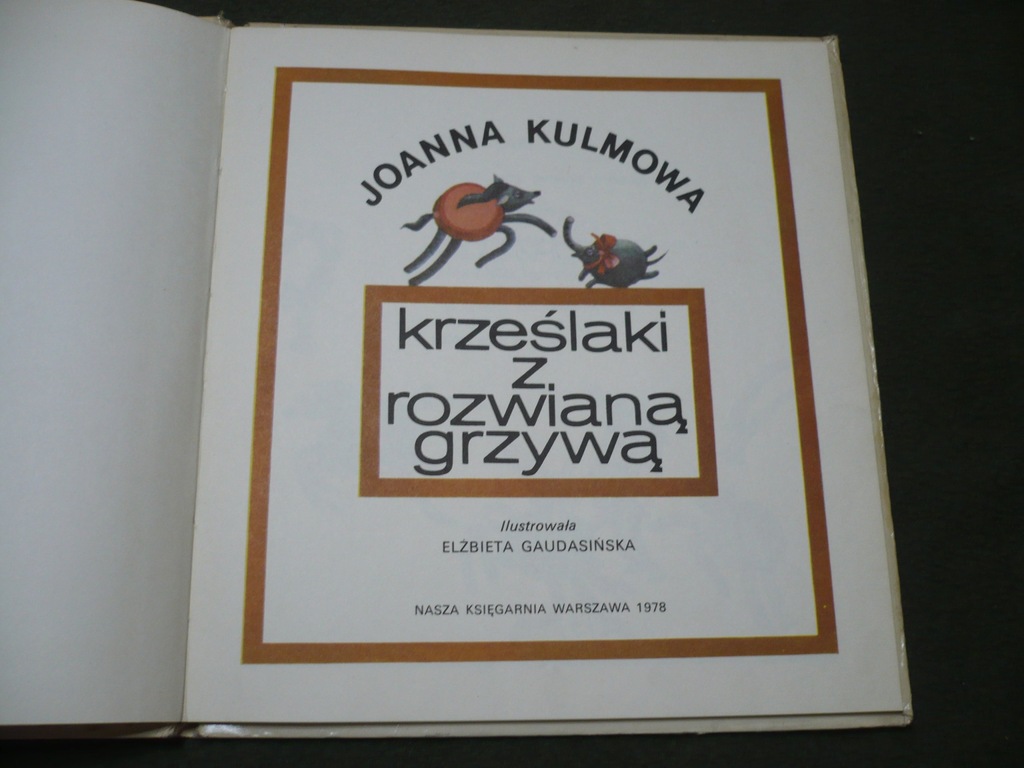 JOANNA KULMOWA
krześlaki
z
rozwianą
grzywą
Ilustrowała
ELŻBIETA GAUDASIŃSKA
NASZA KSIĘGARNIA WARSZAWA 1978